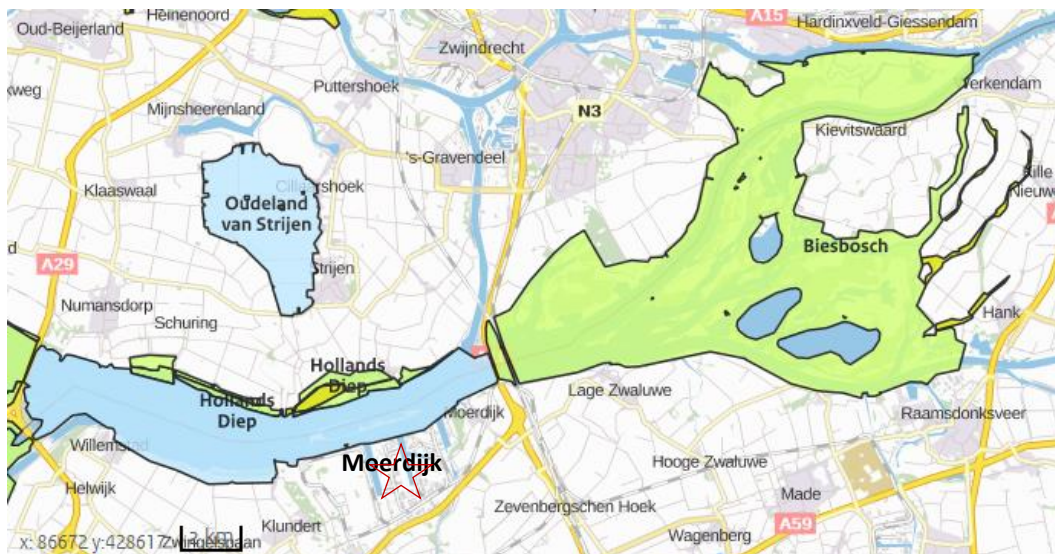 A15
Heinenoord
Hardinxveld-Giessendam
Oud-Beijerland
Zwijndrecht
Puttershoek
Mijnsheerenland
N3
Kievitswaard
's-Gravendeel
Klaaswaal
Oudeland
van Strijen
Biesbosch
A29
Strijen
Numansdorp
Schuring
Hank
Hollands
Diep
Hollands
Diep
Lage Zwaluwe
Moerdijk
Raamsdonksveer
Willemstad
Moerdijk
Hooge Zwaluwe
Helwijk
Made
Zevenbergschen Hoek
A59
Klundert
Wagenberg
x: 86672 y:428617